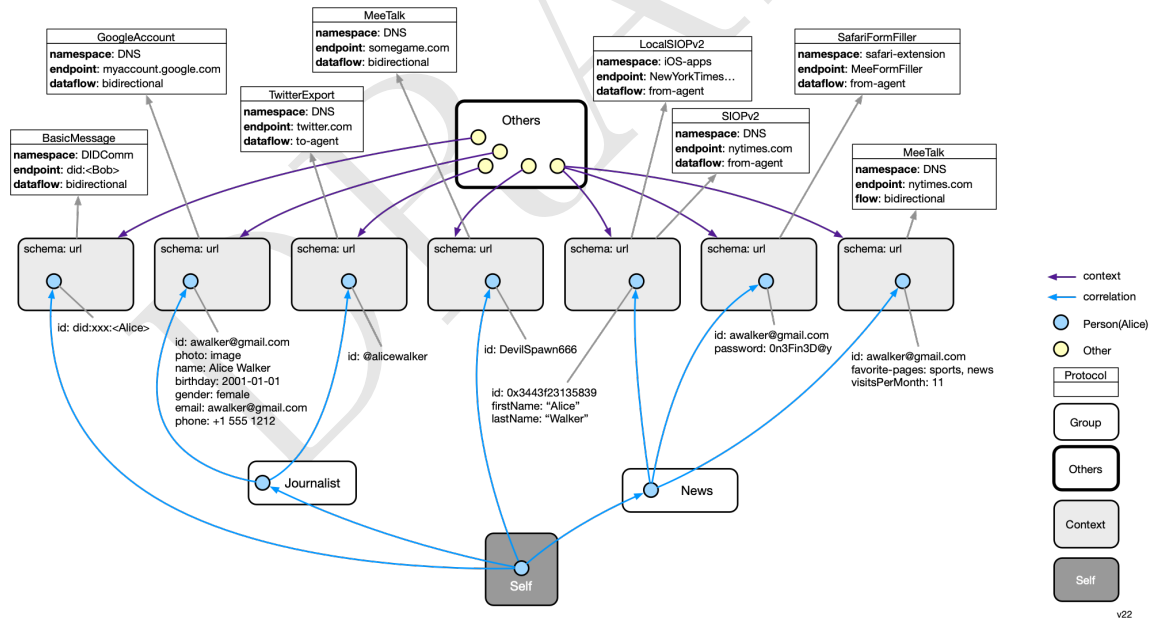 DRA
MeeTalk
namespace: DNS
endpoint: somegame.com
dataflow: bidirectional
GoogleAccount
namespace: DNS
endpoint: myaccount.google.com
dataflow: bidirectional
LocalSIOPv2
namespace: iOS-apps
endpoint: NewYorkTimes…
dataflow: from-agent
SafariFormFiller
namespace: safari-extension
endpoint: MeeFormFiller
dataflow: from-agent
TwitterExport
namespace: DNS
endpoint: twitter.com
dataflow: to-agent
Others
SIOPv2
namespace: DNS
endpoint: nytimes.com
dataflow: from-agent
BasicMessage
namespace: DIDComm
endpoint: did:<Bob>
dataflow: bidirectional
MeeTalk
namespace: DNS
endpoint: nytimes.com
flow: bidirectional
schema: url
schema: url
schema: url
schema: url
schema: url
schema: url
schema: url
id: did:xxx:<Alice>
id: awalker@gmail.com
photo: image
name: Alice Walker
birthday: 2001-01-01
gender: female
email: awalker@gmail.com
phone: +1 555 1212
id: @alicewalker
id: DevilSpawn666
id: 0x3443f23135839
firstName: “Alice”
lastName: “Walker”
id: awalker@gmail.com
password: 0n3Fin3D@y
id: awalker@gmail.com
favorite-pages: sports, news
visitsPerMonth: 11
Journalist
News
Self
context
correlation
Person(Alice)
Other
Protocol
Group
Others
Context
Self
v22